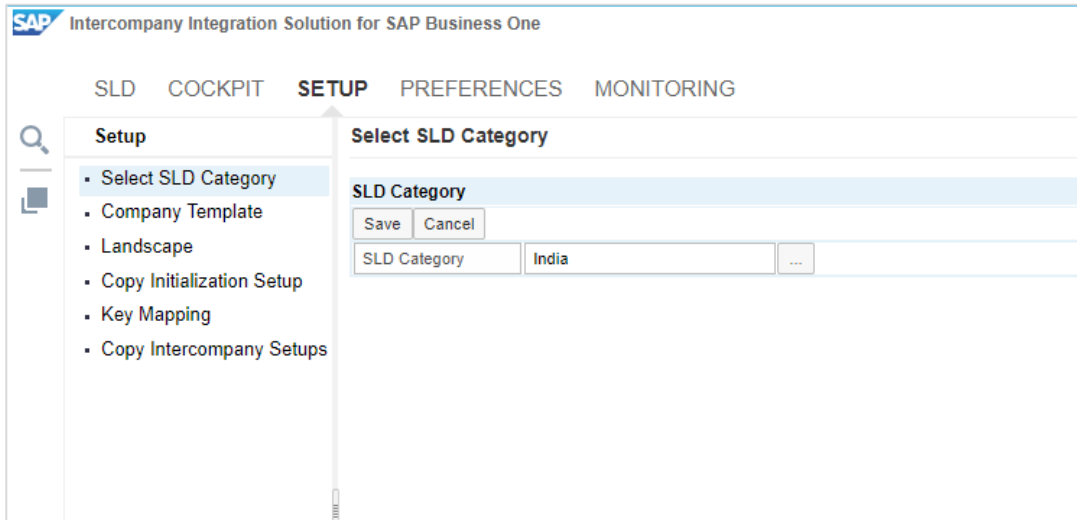 SAP Intercompany Integration Solution for SAP Business One
SLD COCKPIT SETUP PREFERENCES MONITORING
Setup
Select SLD Category
Company Template
Landscape
Copy Initialization Setup
Key Mapping
Copy Intercompany Setups
Select SLD Category
SLD Category
Save Cancel
SLD Category India ...